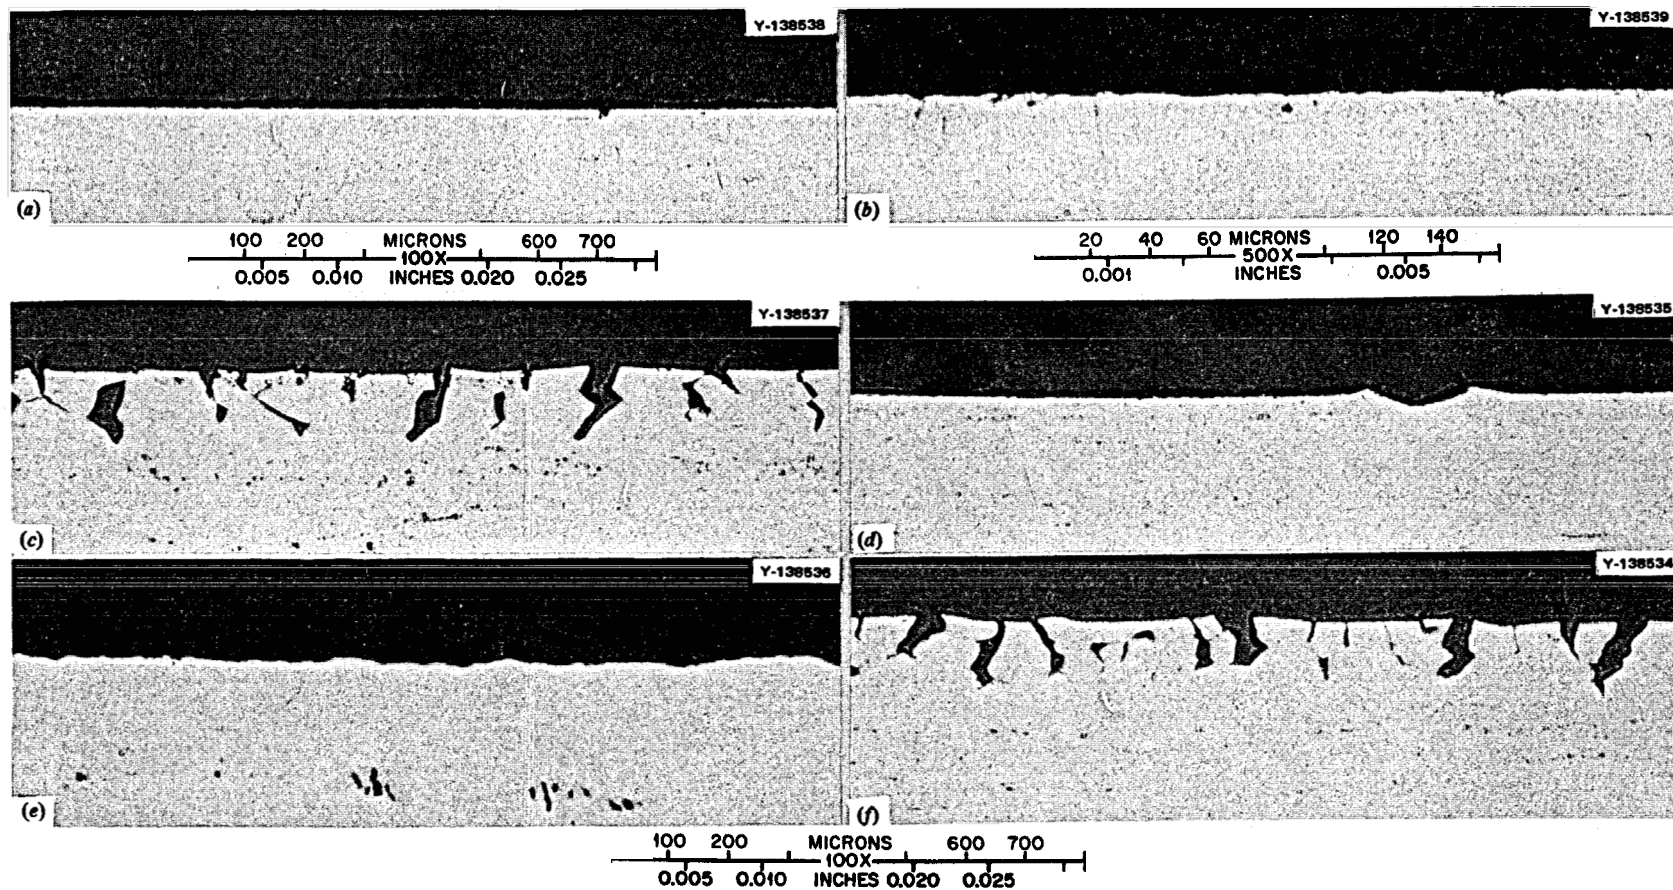 Y-138538
Y-138539
(a)
(b)
100 200 MICRONS 600 700
100X
0.005 0.010 INCHES 0.020 0.025
20 40 60 MICRONS 120 140
500X
0.001 INCHES 0.005
Y-138537
Y-138535
(c)
(d)
Y-138536
Y-138534
(e)
(f)
100 200 MICRONS 600 700
100X
0.005 0.010 INCHES 0.020 0.025